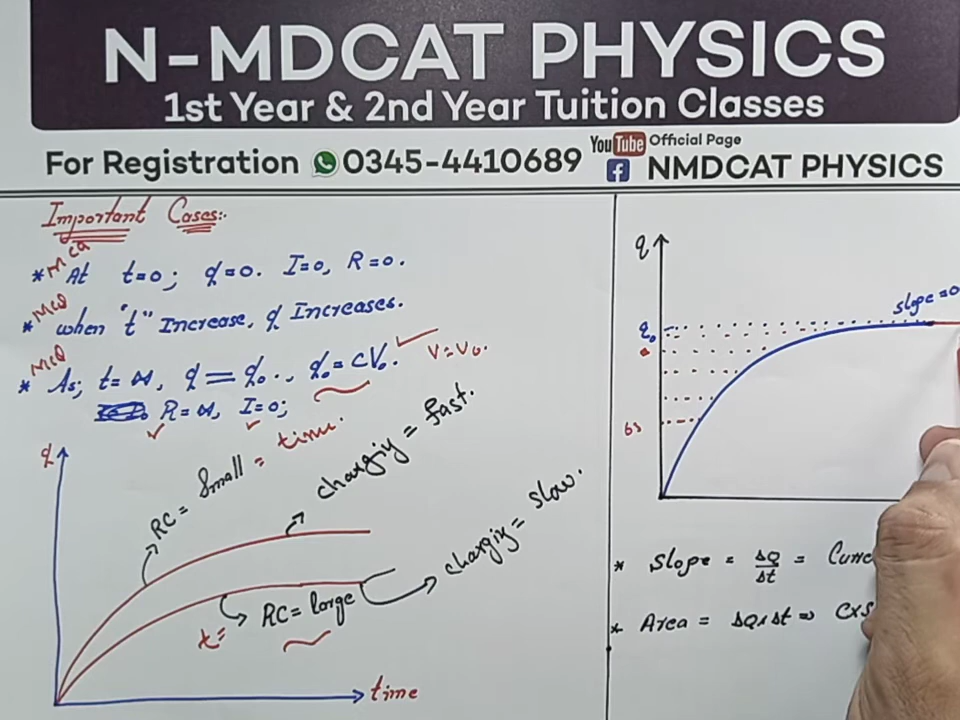 N-MDCAT PHYSICS
1st Year & 2nd Year Tuition Classes
For Registration 0345-4410689
YouTube Official Page
NMDCAT PHYSICS
Important Cases:-
MCQ
* At t=0; q=0. I=0, R=0.
MCQ
* when "t" Increase, q Increases.
MCQ
* As; t=∞, q = q₀., q₀=CV₀. V=V₀.
R=∞, I=0;
RC = Small = time.
charging = fast.
charging = slow.
RC = large
t=
q
time
q
slope=0
q₀
63
* Slope = ΔQ/Δt = Curre
* Area = ΔQ x Δt ⇒ CxS